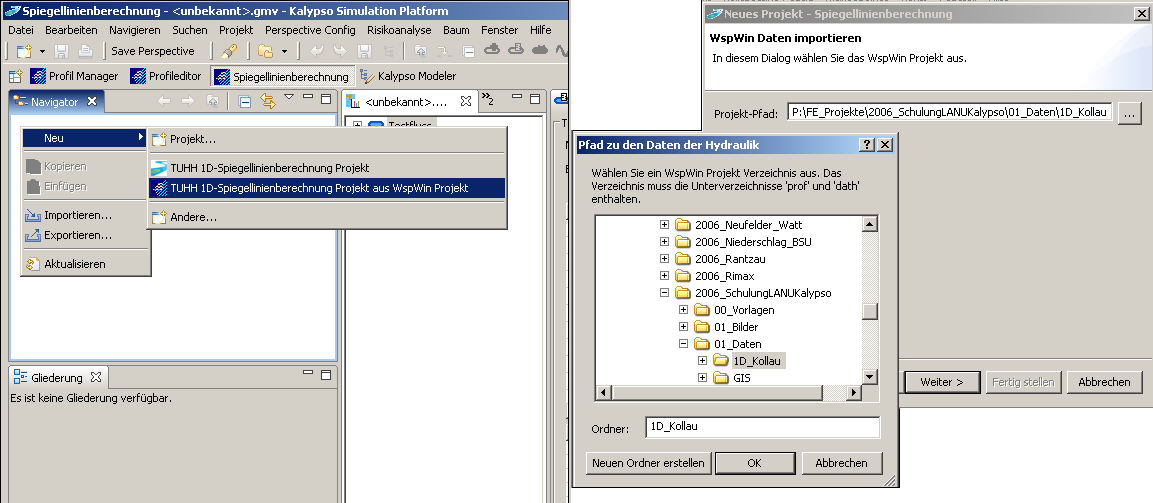 Spiegellinienberechnung - <unbekannt>.gmv - Kalypso Simulation Platform
Datei Bearbeiten Navigieren Suchen Projekt Perspective Config Risikoanalyse Baum Fenster Hilfe
Save Perspective
Profil Manager Profileditor Spiegellinienberechnung Kalypso Modeler
Navigator
Neu
Kopieren
Einfügen
Importieren...
Exportieren...
Aktualisieren
Projekt...
TUHH 1D-Spiegellinienberechnung Projekt
TUHH 1D-Spiegellinienberechnung Projekt aus WspWin Projekt
Andere...
<unbekannt>....
»2
Testfluss
Gliederung
Es ist keine Gliederung verfügbar.
Neues Projekt - Spiegellinienberechnung
WspWin Daten importieren
In diesem Dialog wählen Sie das WspWin Projekt aus.
Projekt-Pfad: P:\FE_Projekte\2006_SchulungLANUKalypso\01_Daten\1D_Kollau ...
Weiter > Fertig stellen Abbrechen
Pfad zu den Daten der Hydraulik
Wählen Sie ein WspWin Projekt Verzeichnis aus. Das
Verzeichnis muss die Unterverzeichnisse 'prof' und 'dath'
enthalten.
2006_Neufelder_Watt
2006_Niederschlag_BSU
2006_Rantzau
2006_Rimax
2006_SchulungLANUKalypso
00_Vorlagen
01_Bilder
01_Daten
1D_Kollau
GIS
Ordner: 1D_Kollau
Neuen Ordner erstellen OK Abbrechen